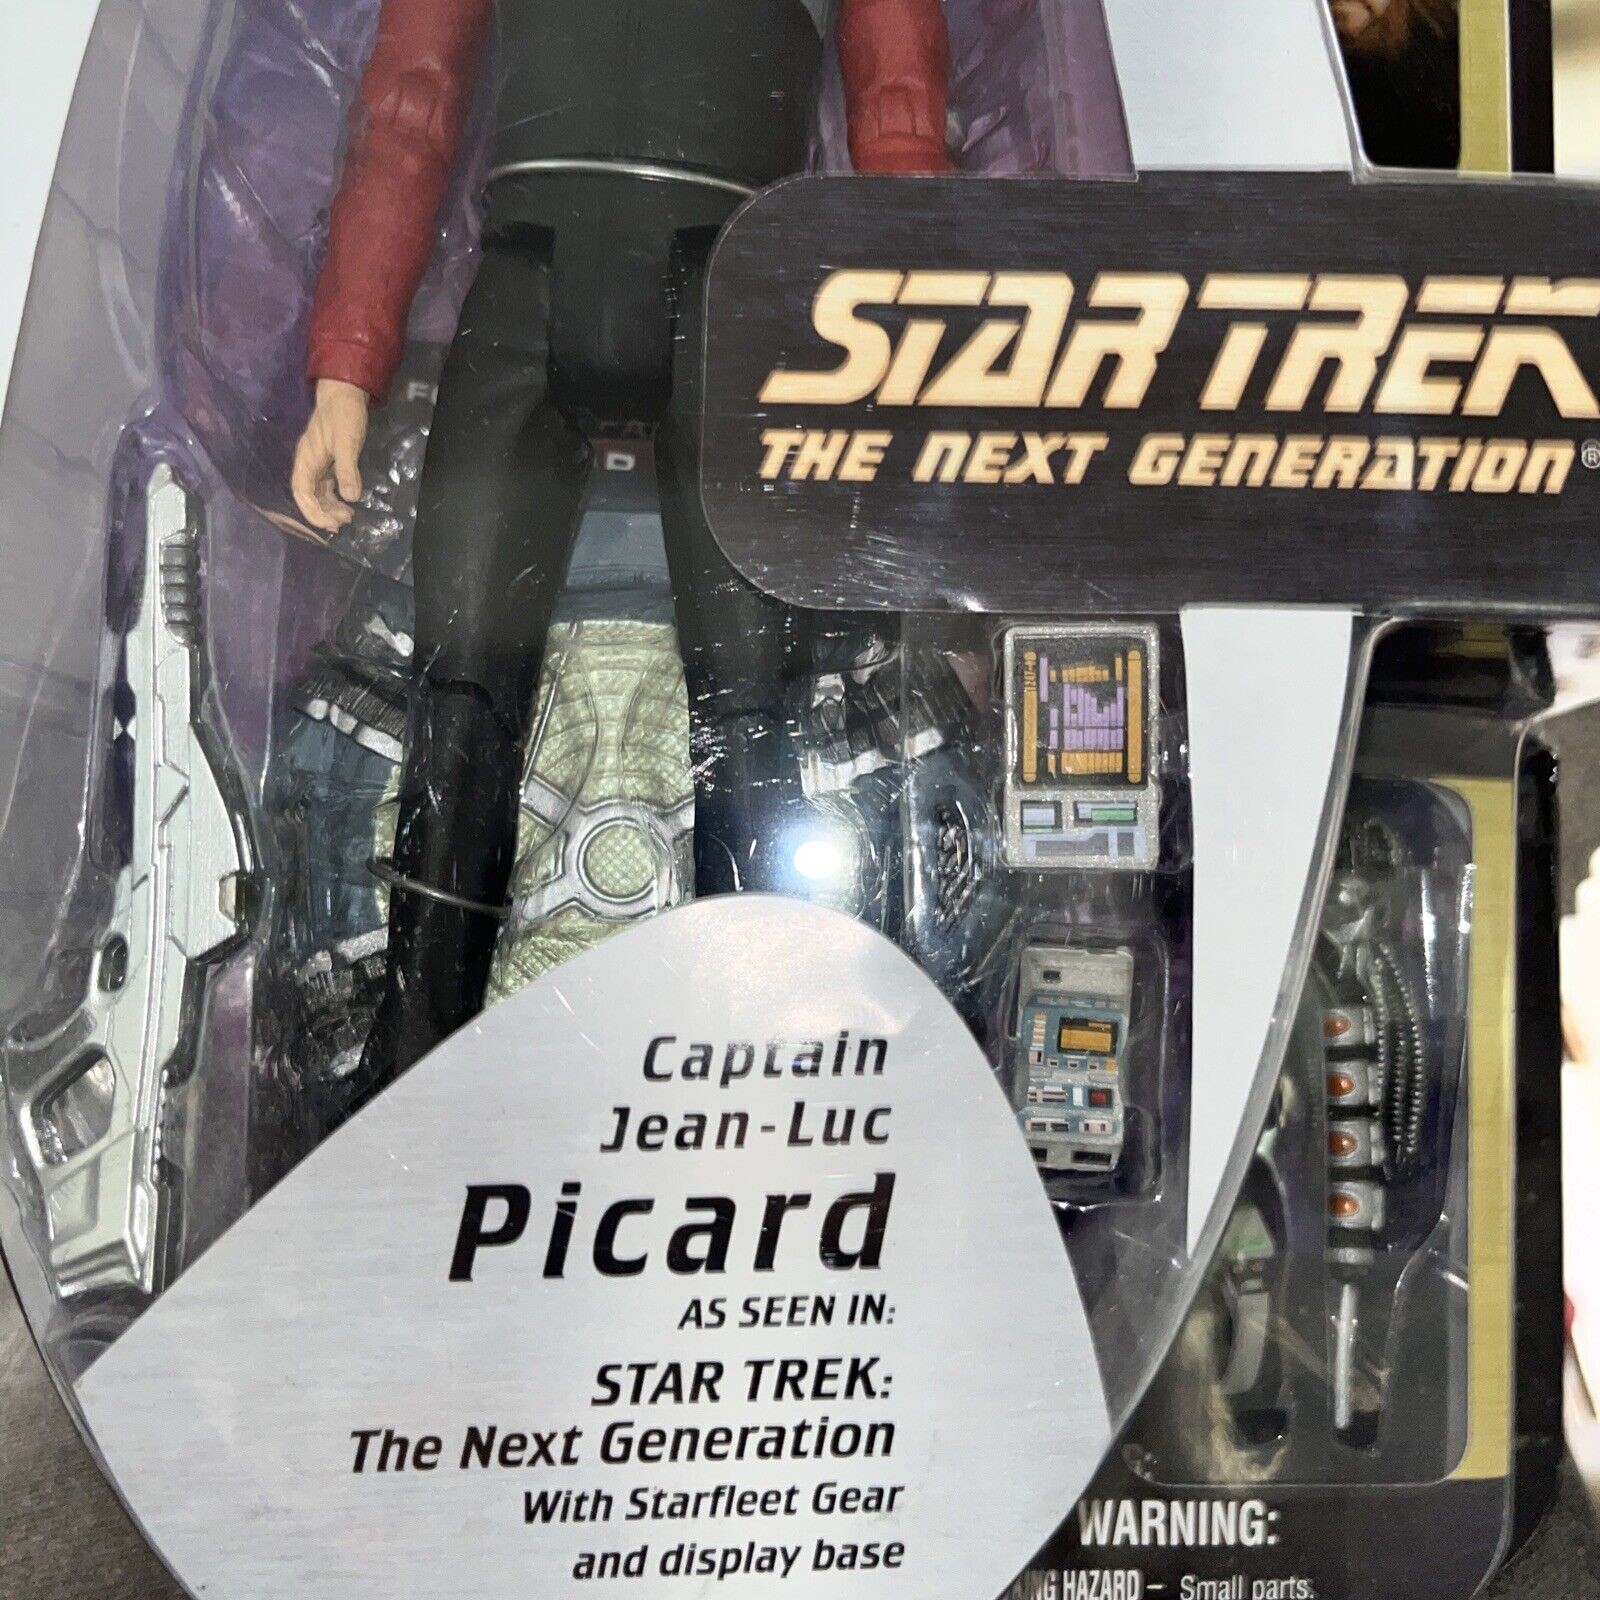 STAR TREK
THE NEXT GENERATION®
Captain
Jean-Luc
Picard
AS SEEN IN:
STAR TREK:
The Next Generation
With Starfleet Gear
and display base
WARNING:
HAZARD – Small parts.